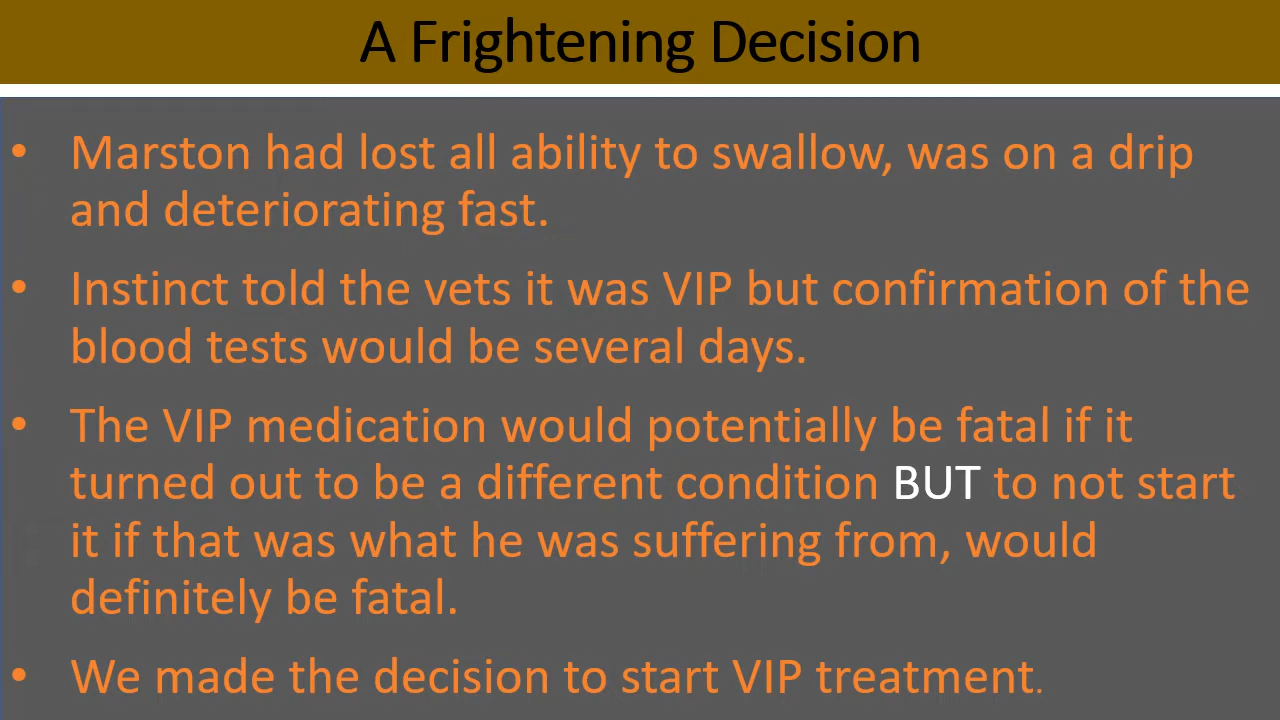 A Frightening Decision
• Marston had lost all ability to swallow, was on a drip
and deteriorating fast.
• Instinct told the vets it was VIP but confirmation of the
blood tests would be several days.
• The VIP medication would potentially be fatal if it
turned out to be a different condition BUT to not start
it if that was what he was suffering from, would
definitely be fatal.
• We made the decision to start VIP treatment.